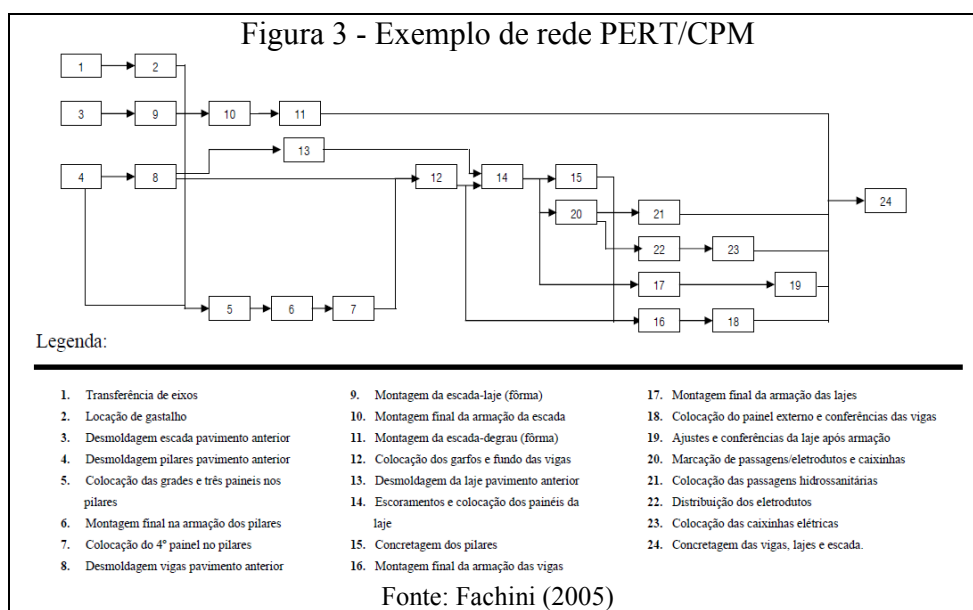 Figura 3 - Exemplo de rede PERT/CPM
1
2
3
9
10
11
13
4
8
12
14
15
24
20
21
22
23
5
6
7
17
19
16
18
Legenda:
1. Transferência de eixos
2. Locação de gastalho
3. Desmoldagem escada pavimento anterior
4. Desmoldagem pilares pavimento anterior
5. Colocação das grades e três paineis nos
pilares
6. Montagem final na armação dos pilares
7. Colocação do 4º painel no pilares
8. Desmoldagem vigas pavimento anterior
9. Montagem da escada-laje (fôrma)
10. Montagem final da armação da escada
11. Montagem da escada-degrau (fôrma)
12. Colocação dos garfos e fundo das vigas
13. Desmoldagem da laje pavimento anterior
14. Escoramentos e colocação dos painéis da
laje
15. Concretagem dos pilares
16. Montagem final da armação das vigas
17. Montagem final da armação das lajes
18. Colocação do painel externo e conferências das vigas
19. Ajustes e conferências da laje após armação
20. Marcação de passagens/eletrodutos e caixinhas
21. Colocação das passagens hidrossanitárias
22. Distribuição dos eletrodutos
23. Colocação das caixinhas elétricas
24. Concretagem das vigas, lajes e escada.
Fonte: Fachini (2005)